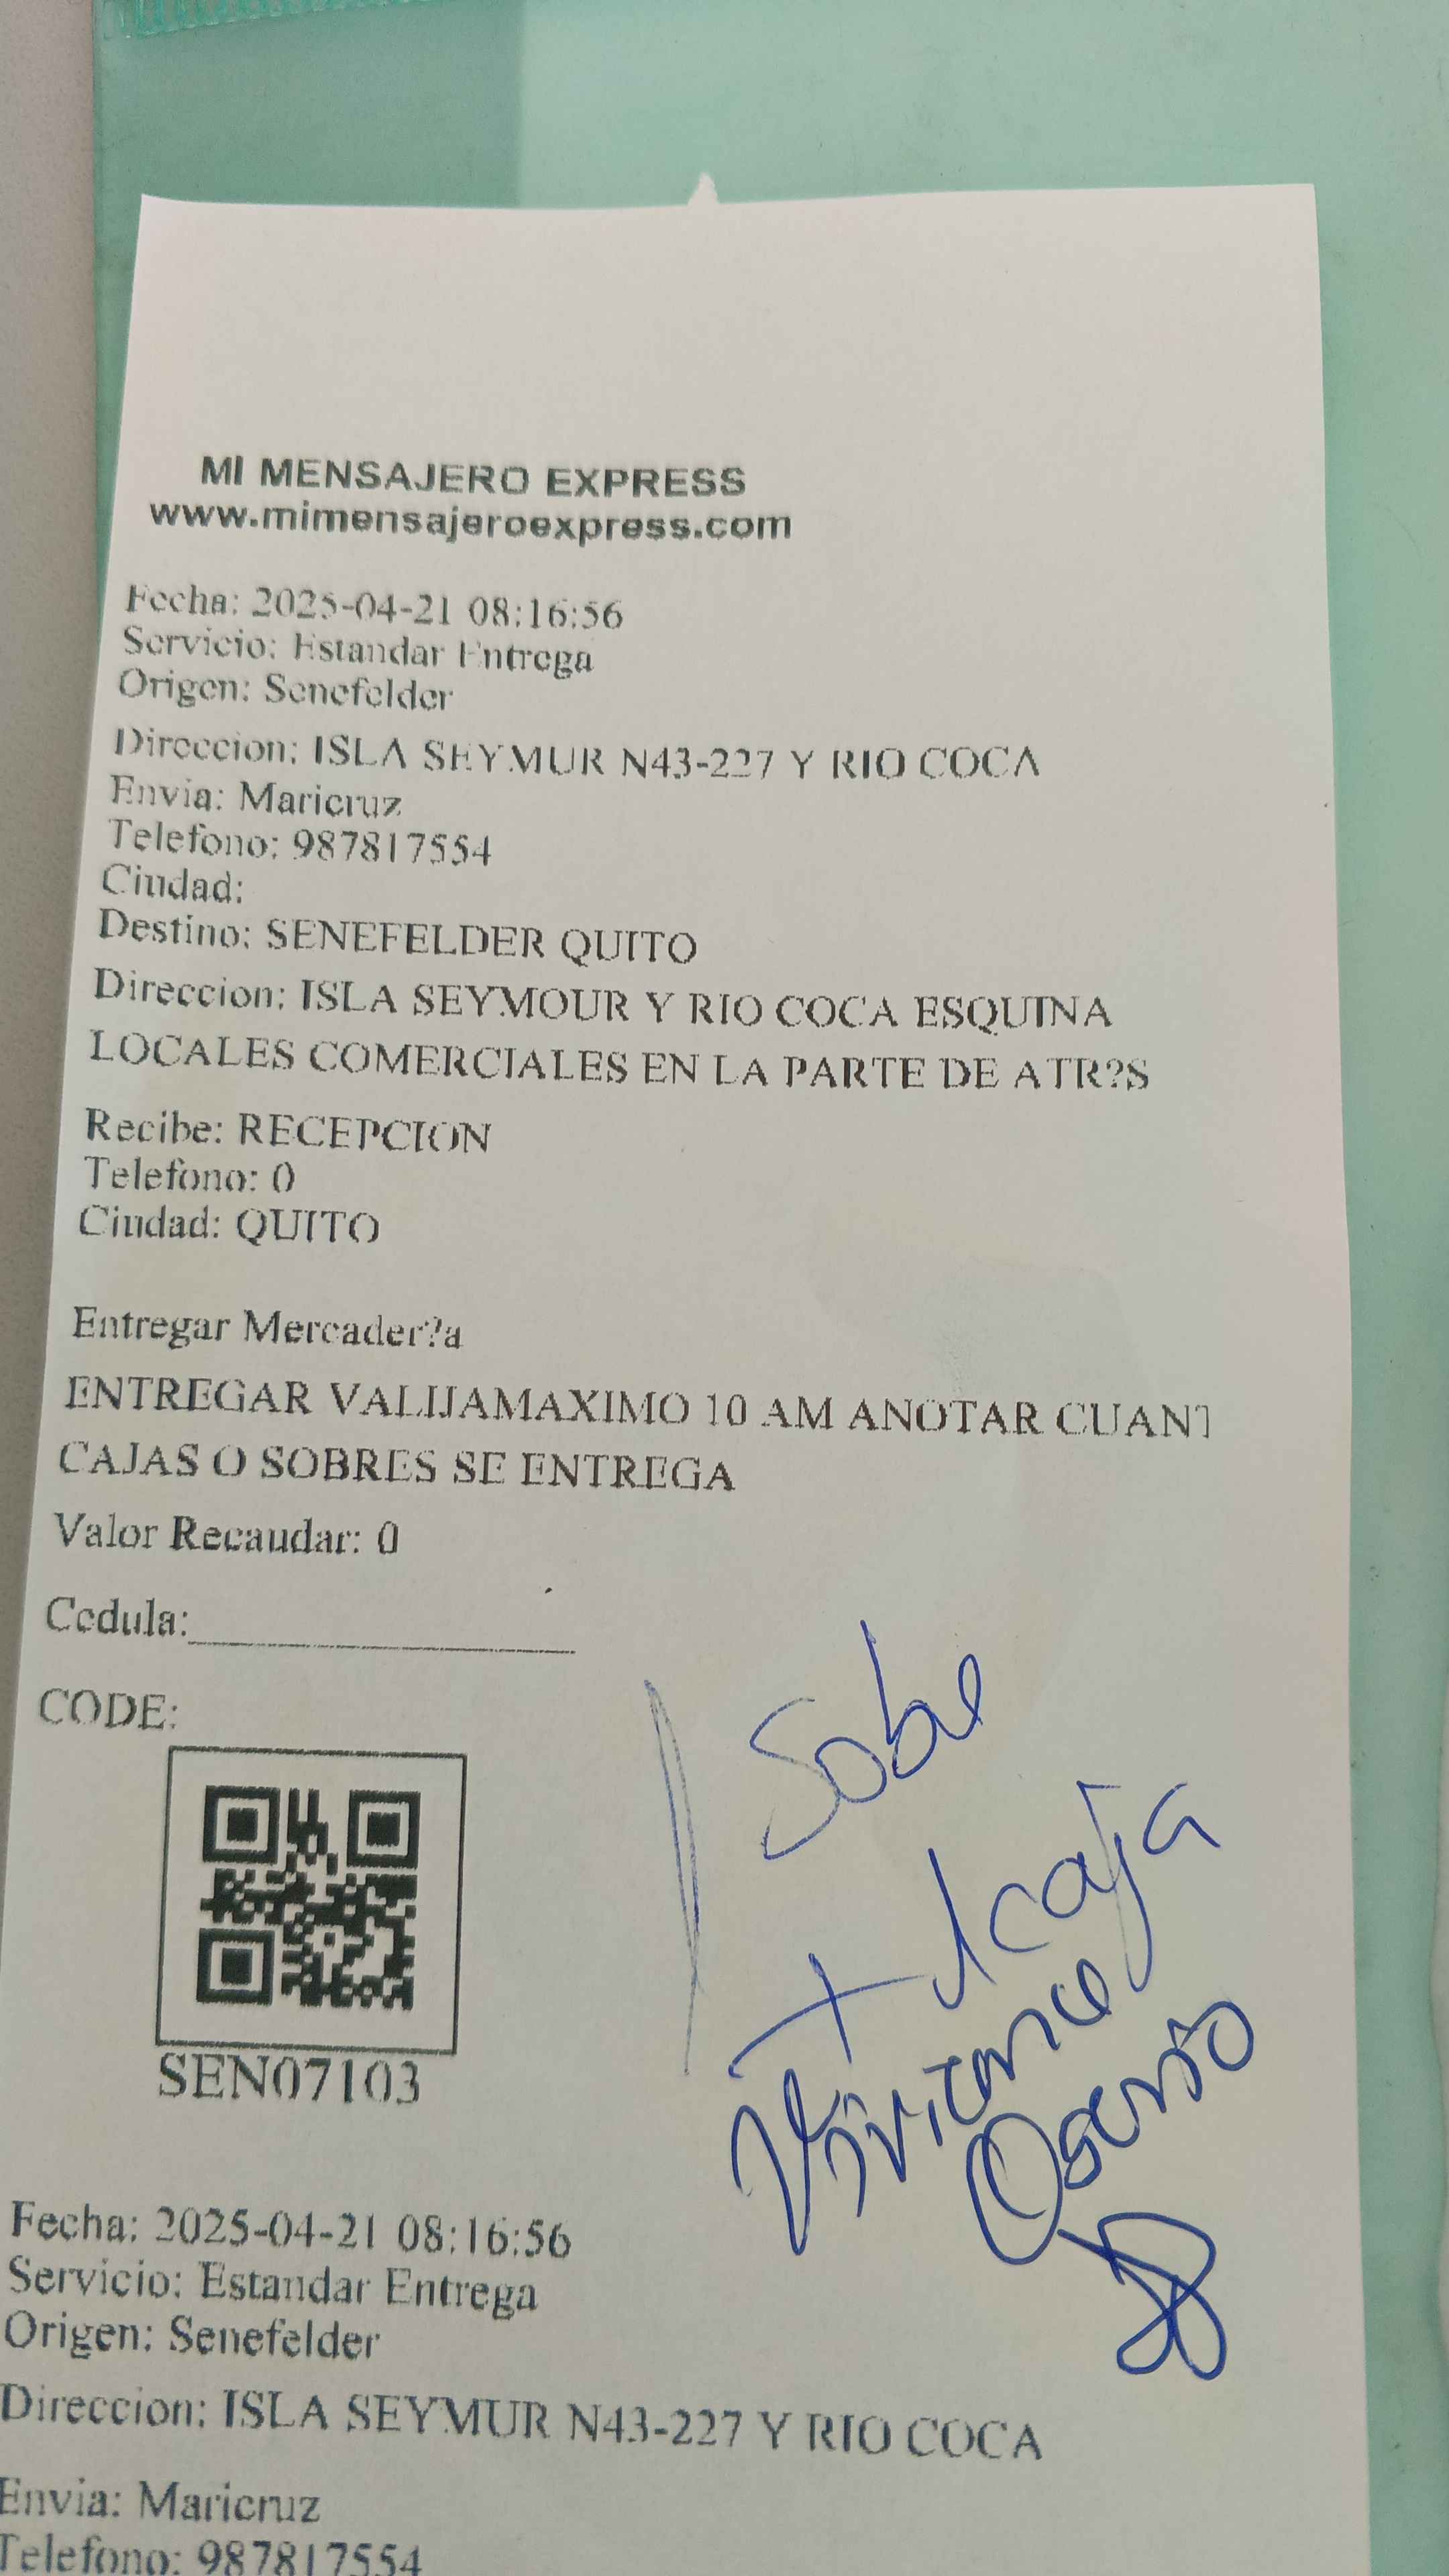 MI MENSAJERO EXPRESS
www.mimensajeroexpress.com
Fecha: 2025-04-21 08:16:56
Servicio: Estandar Entrega
Origen: Senefelder
Direccion: ISLA SEYMUR N43-227 Y RIO COCA
Envia: Maricruz
Telefono: 987817554
Ciudad:
Destino: SENEFELDER QUITO
Direccion: ISLA SEYMOUR Y RIO COCA ESQUINA
LOCALES COMERCIALES EN LA PARTE DE ATR?S
Recibe: RECEPCION
Telefono: 0
Ciudad: QUITO
Entregar Mercader?a
ENTREGAR VALIJAMAXIMO 10 AM ANOTAR CUANT
CAJAS O SOBRES SE ENTREGA
Valor Recaudar: 0
Cedula:
CODE:
1 Sobre
+ 1 caja
Viviana
Osorio
SEN07103
Fecha: 2025-04-21 08:16:56
Servicio: Estandar Entrega
Origen: Senefelder
Direccion: ISLA SEYMUR N43-227 Y RIO COCA
Envia: Maricruz
Telefono: 987817554